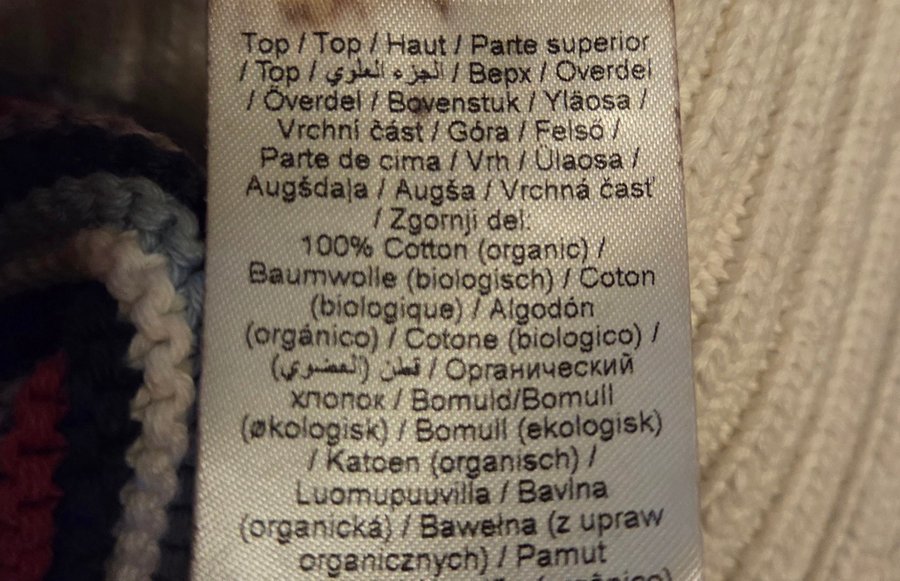 Top / Top / Haut / Parte superior
/ Top / الجزء العلوي / Верх / Overdel
/ Överdel / Bovenstuk / Yläosa /
Vrchní část / Góra / Felső /
Parte de cima / Vrh / Ülaosa /
Augšdaļa / Augša / Vrchná časť
/ Zgornji del:
100% Cotton (organic) /
Baumwolle (biologisch) / Coton
(biologique) / Algodón
(orgánico) / Cotone (biologico) /
قطن (العضوي) / Органический
хлопок / Bomuld/Bomull
(økologisk) / Bomull (ekologisk)
/ Katoen (organisch) /
Luomupuuvilla / Bavlna
(organická) / Bawełna (z upraw
organicznych) / Pamut